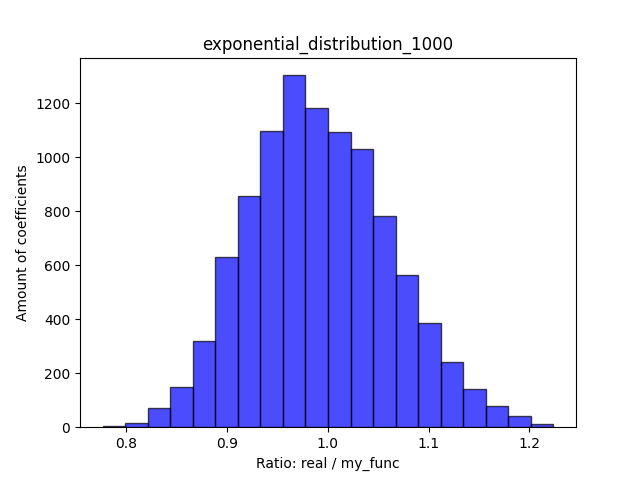 exponential_distribution_1000
Amount of coefficients
1200
1000
800
600
400
200
0
0.8 0.9 1.0 1.1 1.2
Ratio: real / my_func